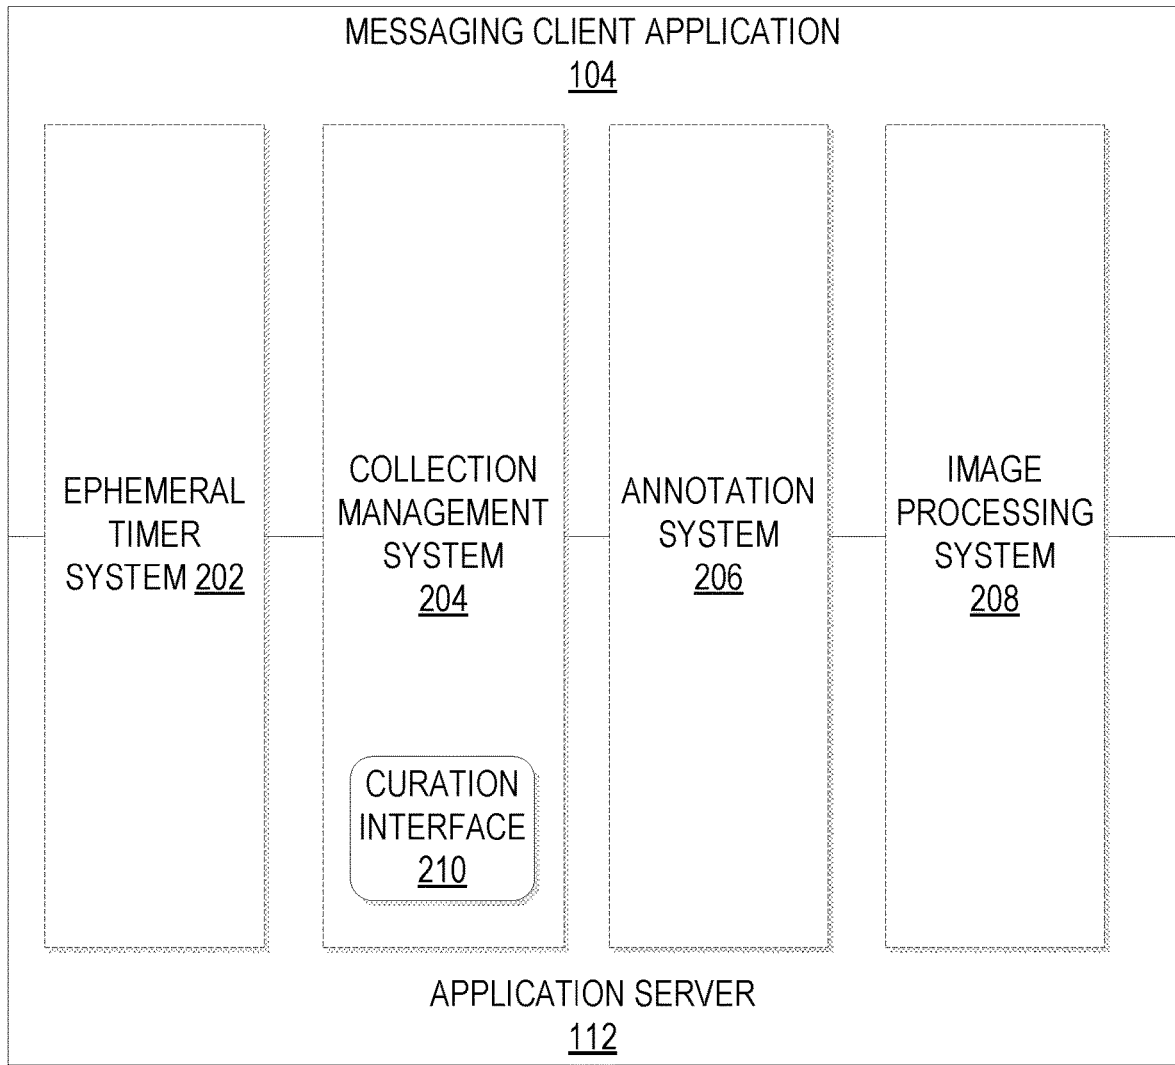 MESSAGING CLIENT APPLICATION
104
EPHEMERAL
TIMER
SYSTEM 202
COLLECTION
MANAGEMENT
SYSTEM
204
CURATION
INTERFACE
210
ANNOTATION
SYSTEM
206
IMAGE
PROCESSING
SYSTEM
208
APPLICATION SERVER
112